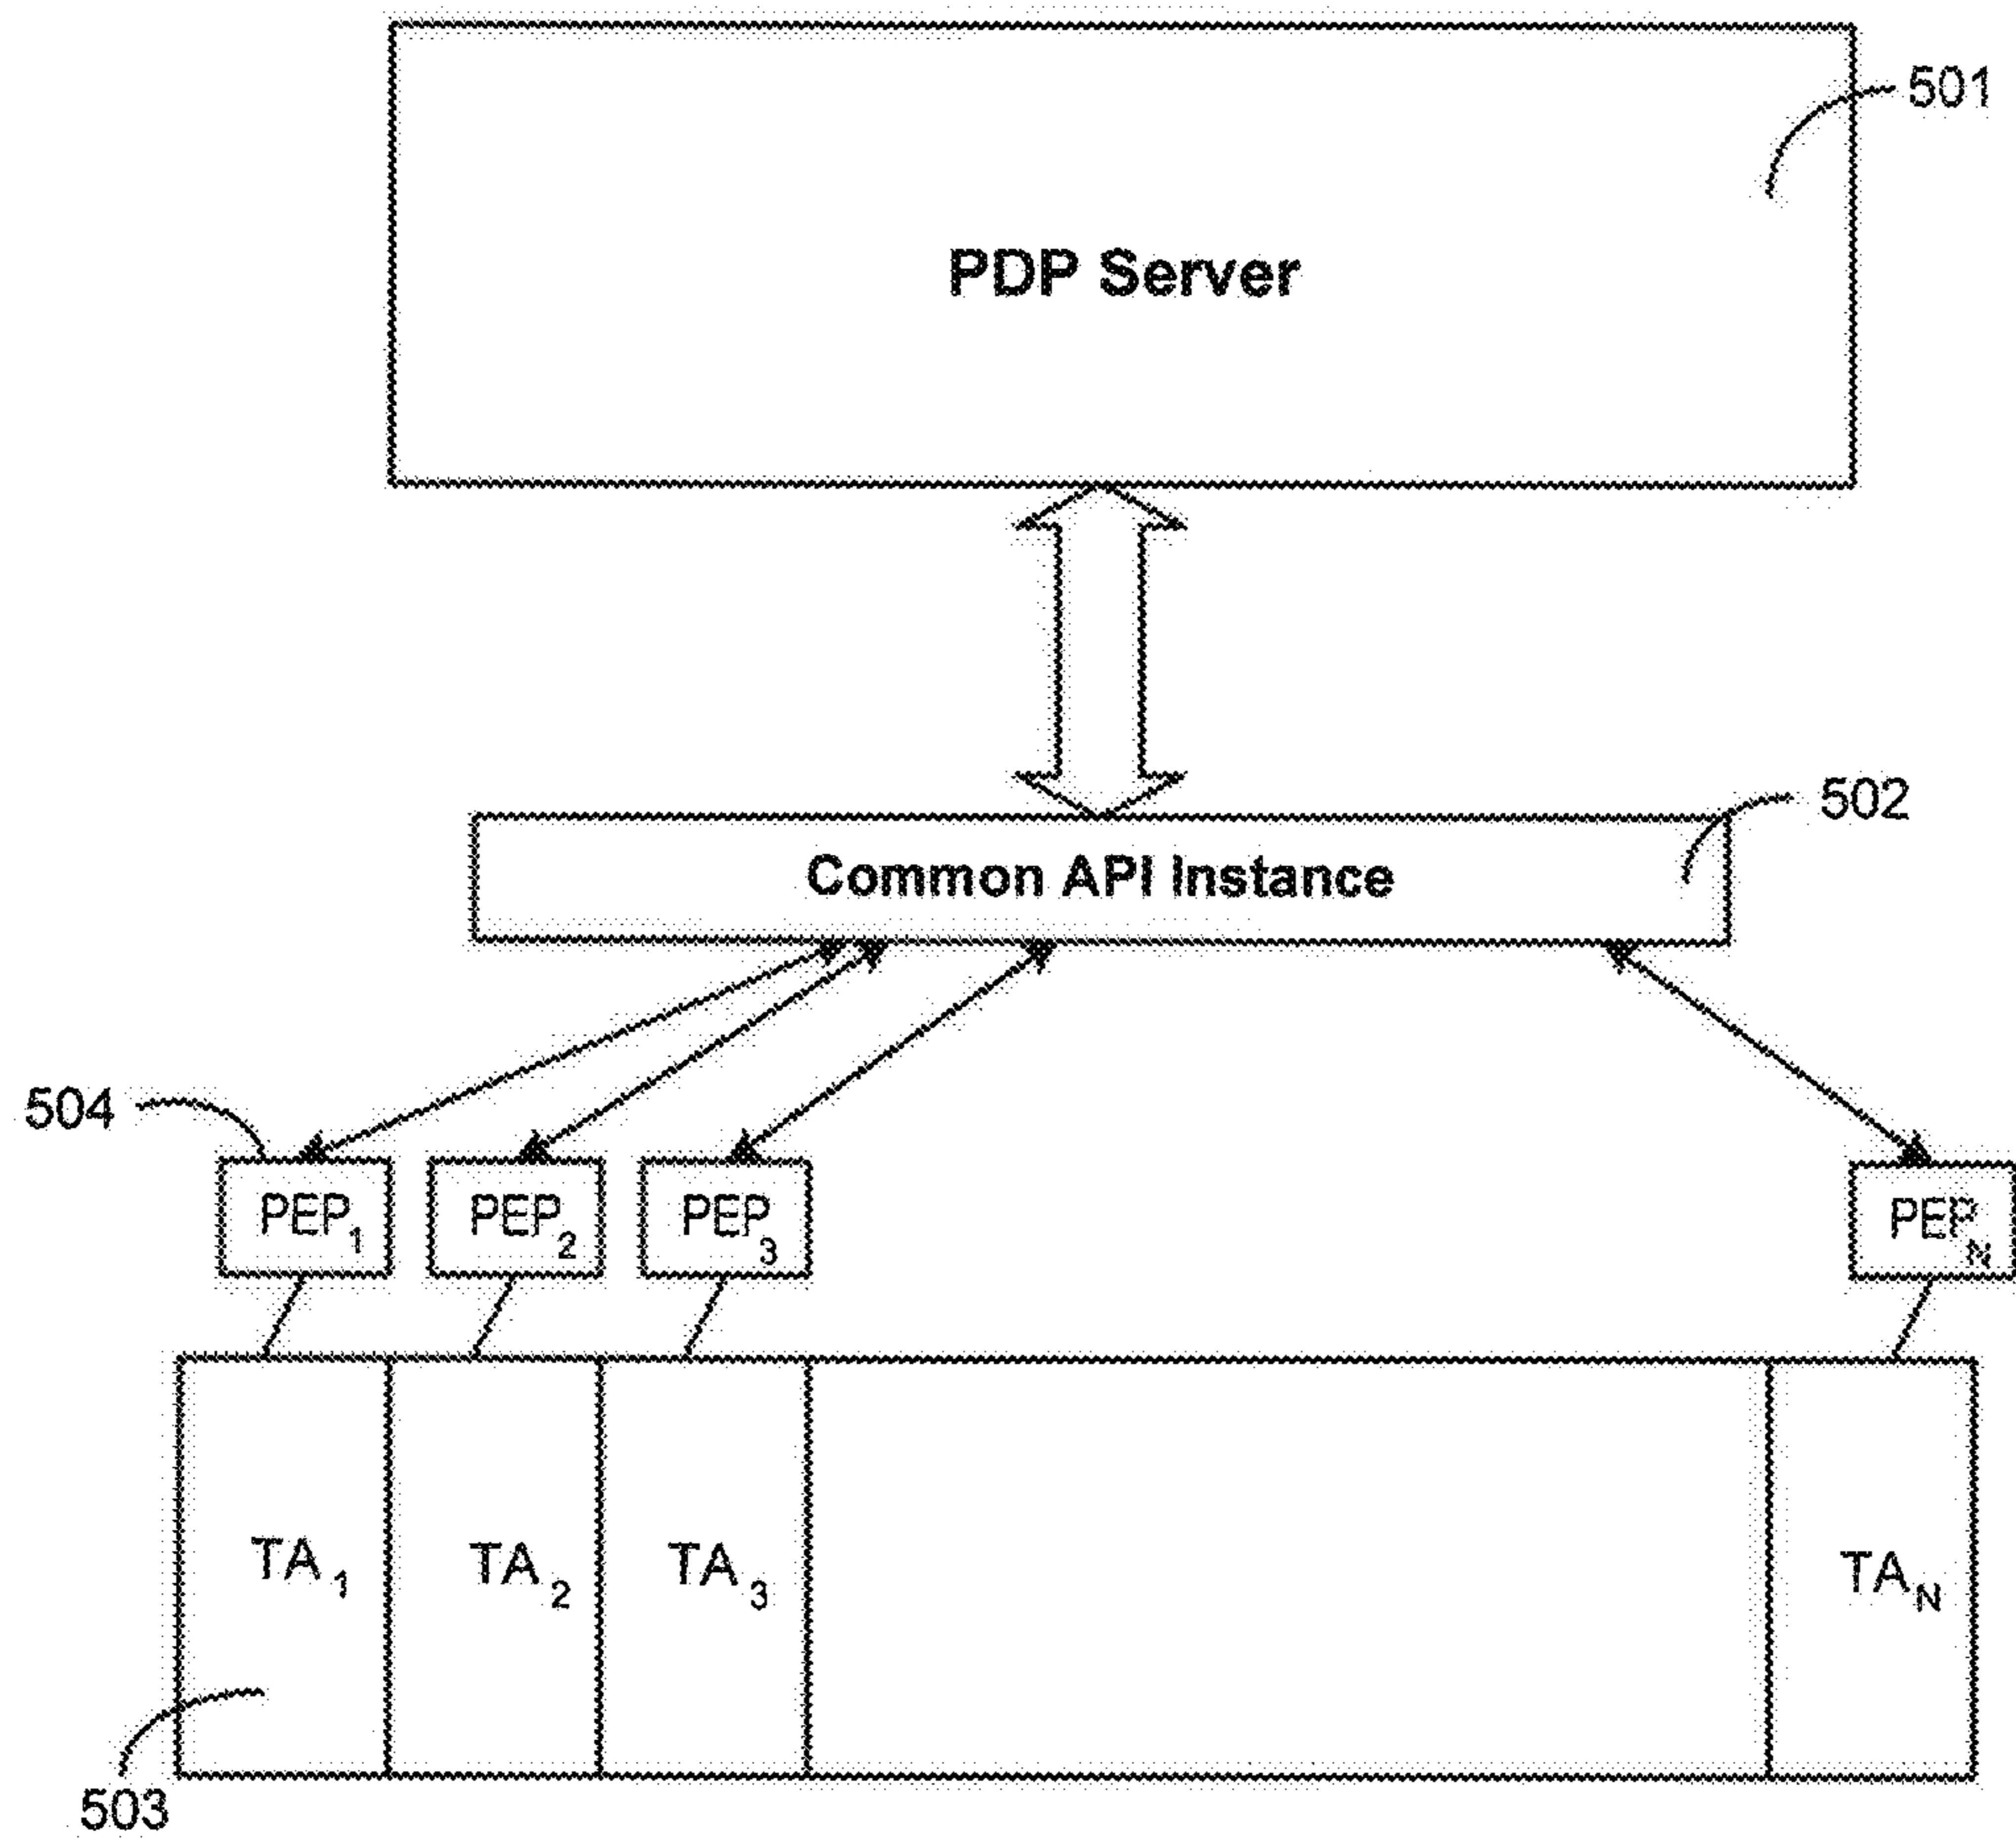 501
PDP Server
502
Common API Instance
504
PEP1 PEP2 PEP3 PEPN
TA1 TA2 TA3 TAN
503